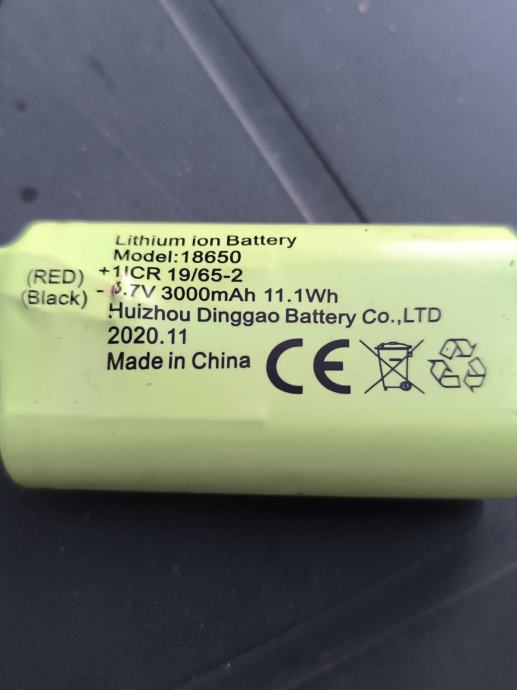 Lithium ion Battery
Model:18650
(RED) +1ICR 19/65-2
(Black) - 3.7V 3000mAh 11.1Wh
Huizhou Dinggao Battery Co.,LTD
2020.11
Made in China CE